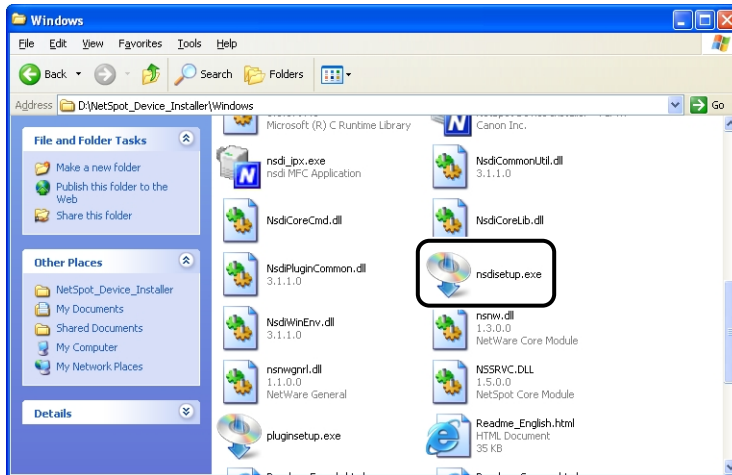 Windows
File Edit View Favorites Tools Help
Back Search Folders
Address D:\NetSpot_Device_Installer\Windows Go
File and Folder Tasks
Make a new folder
Publish this folder to the
Web
Share this folder
Other Places
NetSpot_Device_Installer
My Documents
Shared Documents
My Computer
My Network Places
Details
Microsoft (R) C Runtime Library
Canon Inc.
nsdi_ipx.exe
nsdi MFC Application
NsdiCommonUtil.dll
3.1.1.0
NsdiCoreCmd.dll
NsdiCoreLib.dll
NsdiPluginCommon.dll
3.1.1.0
nsdisetup.exe
NsdiWinEnv.dll
3.1.1.0
nsnw.dll
1.3.0.0
NetWare Core Module
nsnwgnrl.dll
1.1.0.0
NetWare General
NSSRVC.DLL
1.5.0.0
NetSpot Core Module
pluginsetup.exe
Readme_English.html
HTML Document
35 KB